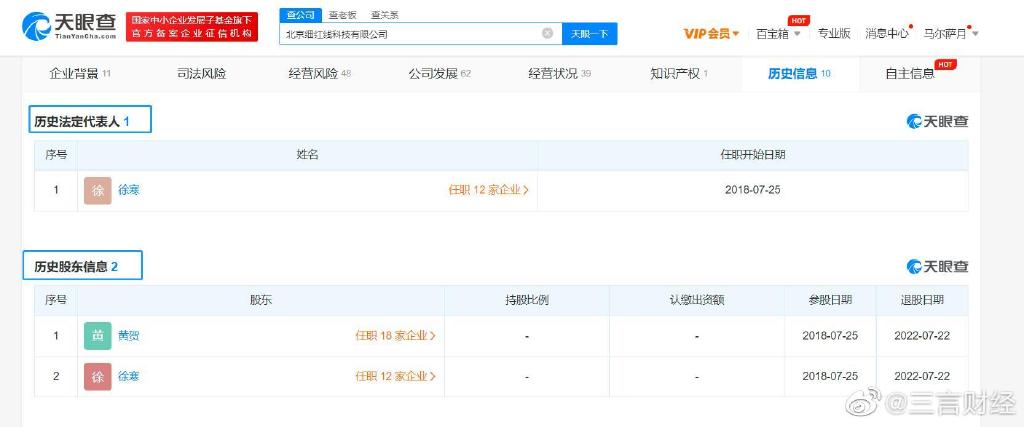 查公司 查老板 查关系
天眼查
TianYanCha.com
国家中小企业发展子基金旗下
官方备案企业征信机构
北京细红线科技有限公司
天眼一下
VIP会员 百宝箱 HOT 专业版 消息中心 马尔萨月
企业背景 11 司法风险 经营风险 48 公司发展 62 经营状况 39 知识产权 1 历史信息 10 自主信息 HOT
历史法定代表人 1
天眼查
序号 姓名 任职开始日期
1 徐 徐寒 任职 12 家企业 > 2018-07-25
历史股东信息 2
天眼查
序号 股东 持股比例 认缴出资额 参股日期 退股日期
1 黄 黄贺 任职 18 家企业 > - - 2018-07-25 2022-07-22
2 徐 徐寒 任职 12 家企业 > - - 2018-07-25 2022-07-22
@三言财经